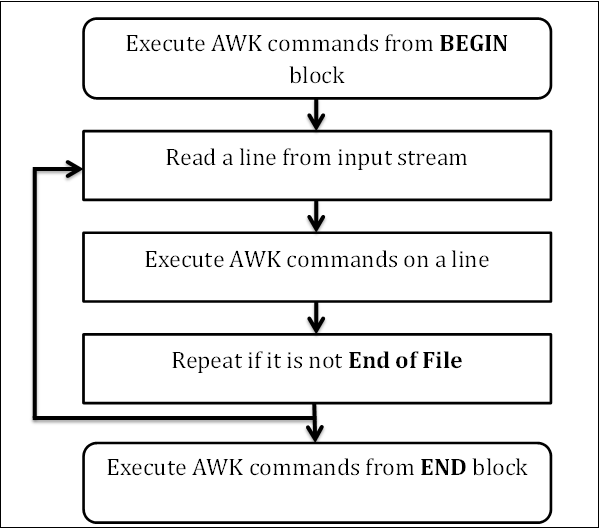 Execute AWK commands from BEGIN
block
Read a line from input stream
Execute AWK commands on a line
Repeat if it is not End of File
Execute AWK commands from END block